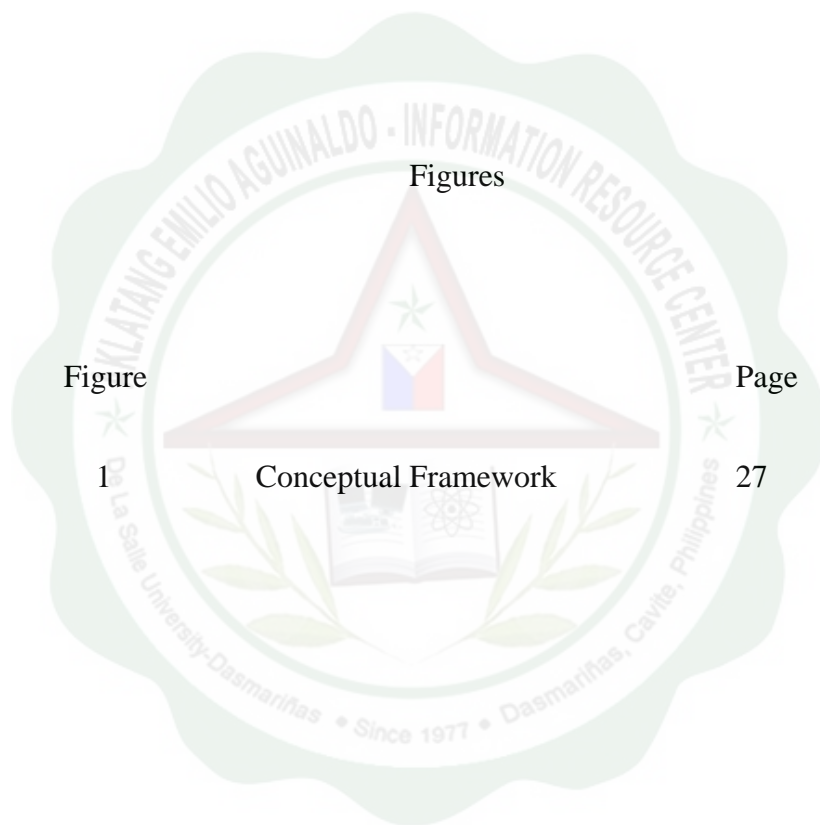 Figures
Figure Page
1 Conceptual Framework 27
KLATANG EMILIO AGUINALDO - INFORMATION RESOURCE CENTER
De La Salle University-Dasmariñas • Since 1977 • Dasmariñas, Cavite, Philippines